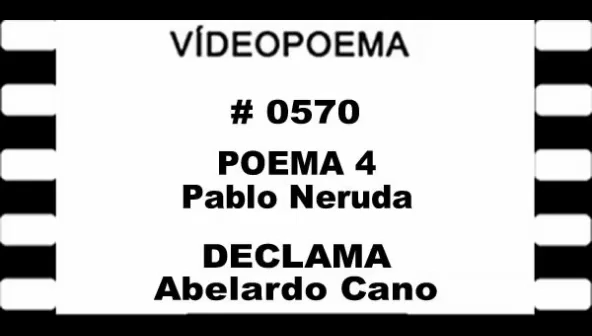 VÍDEOPOEMA
# 0570
POEMA 4
Pablo Neruda
DECLAMA
Abelardo Cano